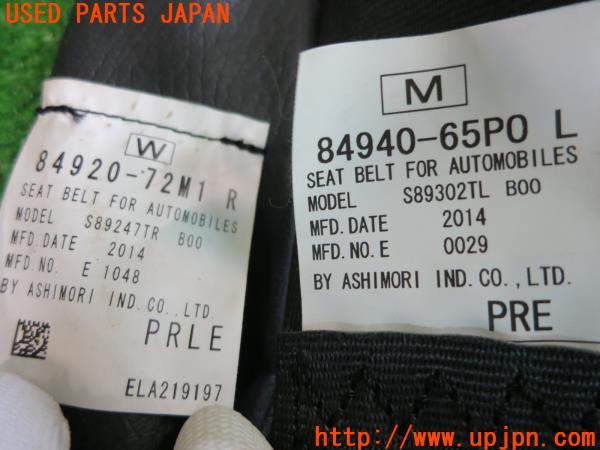 USED PARTS JAPAN
W
84920-72M1 R
SEAT BELT FOR AUTOMOBILES
MODEL S89247TR B00
MFD. DATE 2014
MFD. NO. E 1048
BY ASHIMORI IND. CO., LTD.
PRLE
ELA219197
M
84940-65P0 L
SEAT BELT FOR AUTOMOBILES
MODEL S89302TL B00
MFD. DATE 2014
MFD. NO. E 0029
BY ASHIMORI IND. CO., LTD.
PRE
UPJ
http://www.upjpn.com/